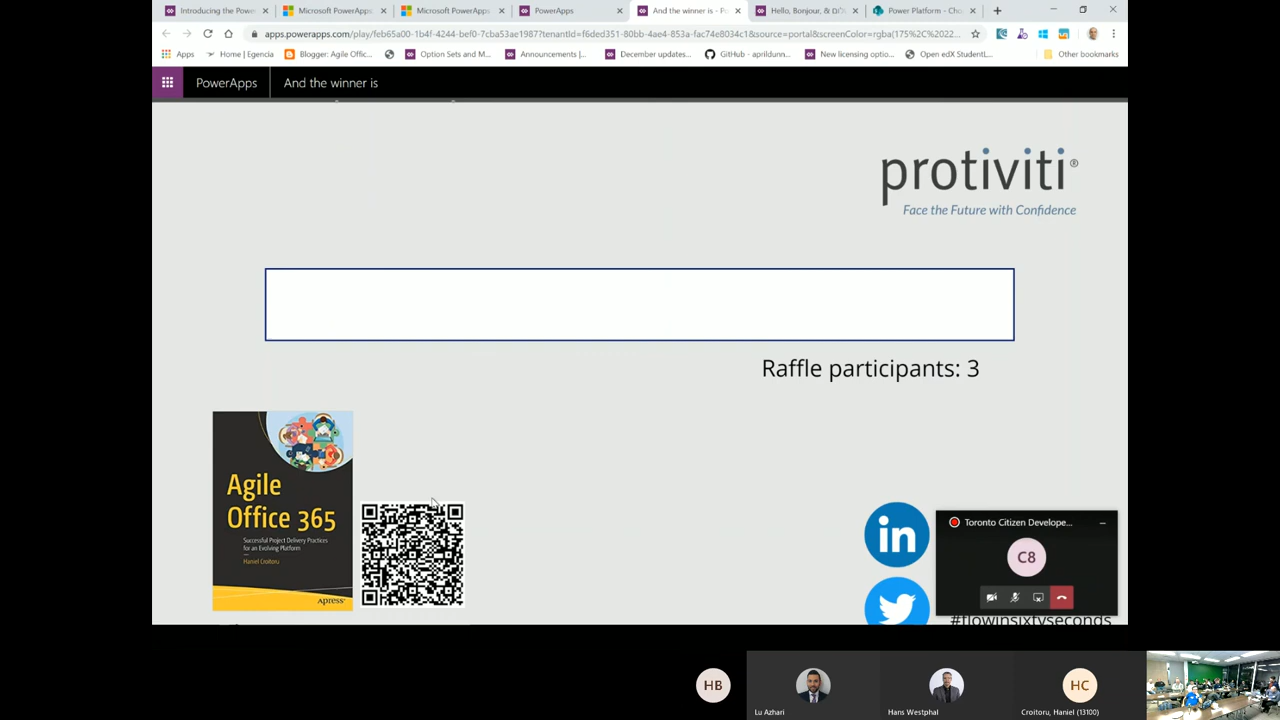 Introducing the Powe
Microsoft PowerApps
Microsoft PowerApps
PowerApps
And the winner is - Po
Hello, Bonjour, &
Power Platform - Cho
apps.powerapps.com/play/feb65a00-1b4f-4244-bef0-7cba53ae1987?tenantId=f6ded351-80bb-4ae4-853a-fac74e8034c1&source=portal&screenColor=rgba(175%2C%2022...
Apps
Home | Egencia
Blogger: Agile Offic...
Option Sets and M...
Announcements |...
December updates...
GitHub - aprildunn...
New licensing optio...
Open edX StudentL...
Other bookmarks
PowerApps
And the winner is
protiviti®
Face the Future with Confidence
Raffle participants: 3
Agile
Office 365
Successful Project Delivery Practices
for an Evolving Platform
Haniel Croitoru
Apress®
in
Toronto Citizen Develope...
C8
#flowinsixtyseconds
HB
Lu Azhari
Hans Westphal
HC
Croitoru, Haniel (13100)